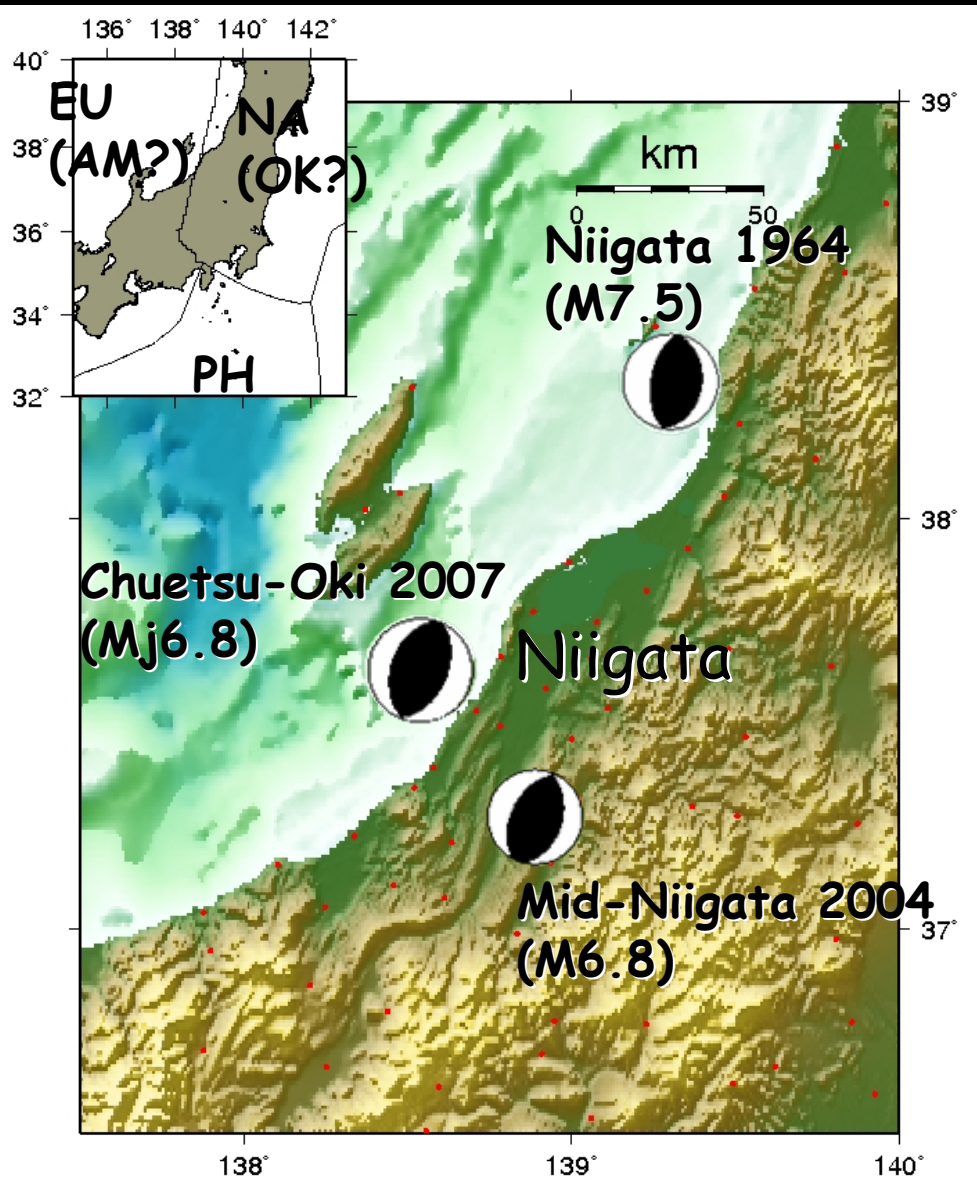 136° 138° 140° 142°
40°
38°
36°
34°
32°
EU
(AM?)
NA
(OK?)
PH
39°
38°
37°
km
0 50
Niigata 1964
(M7.5)
Chuetsu-Oki 2007
(Mj6.8)
Niigata
Mid-Niigata 2004
(M6.8)
138° 139° 140°